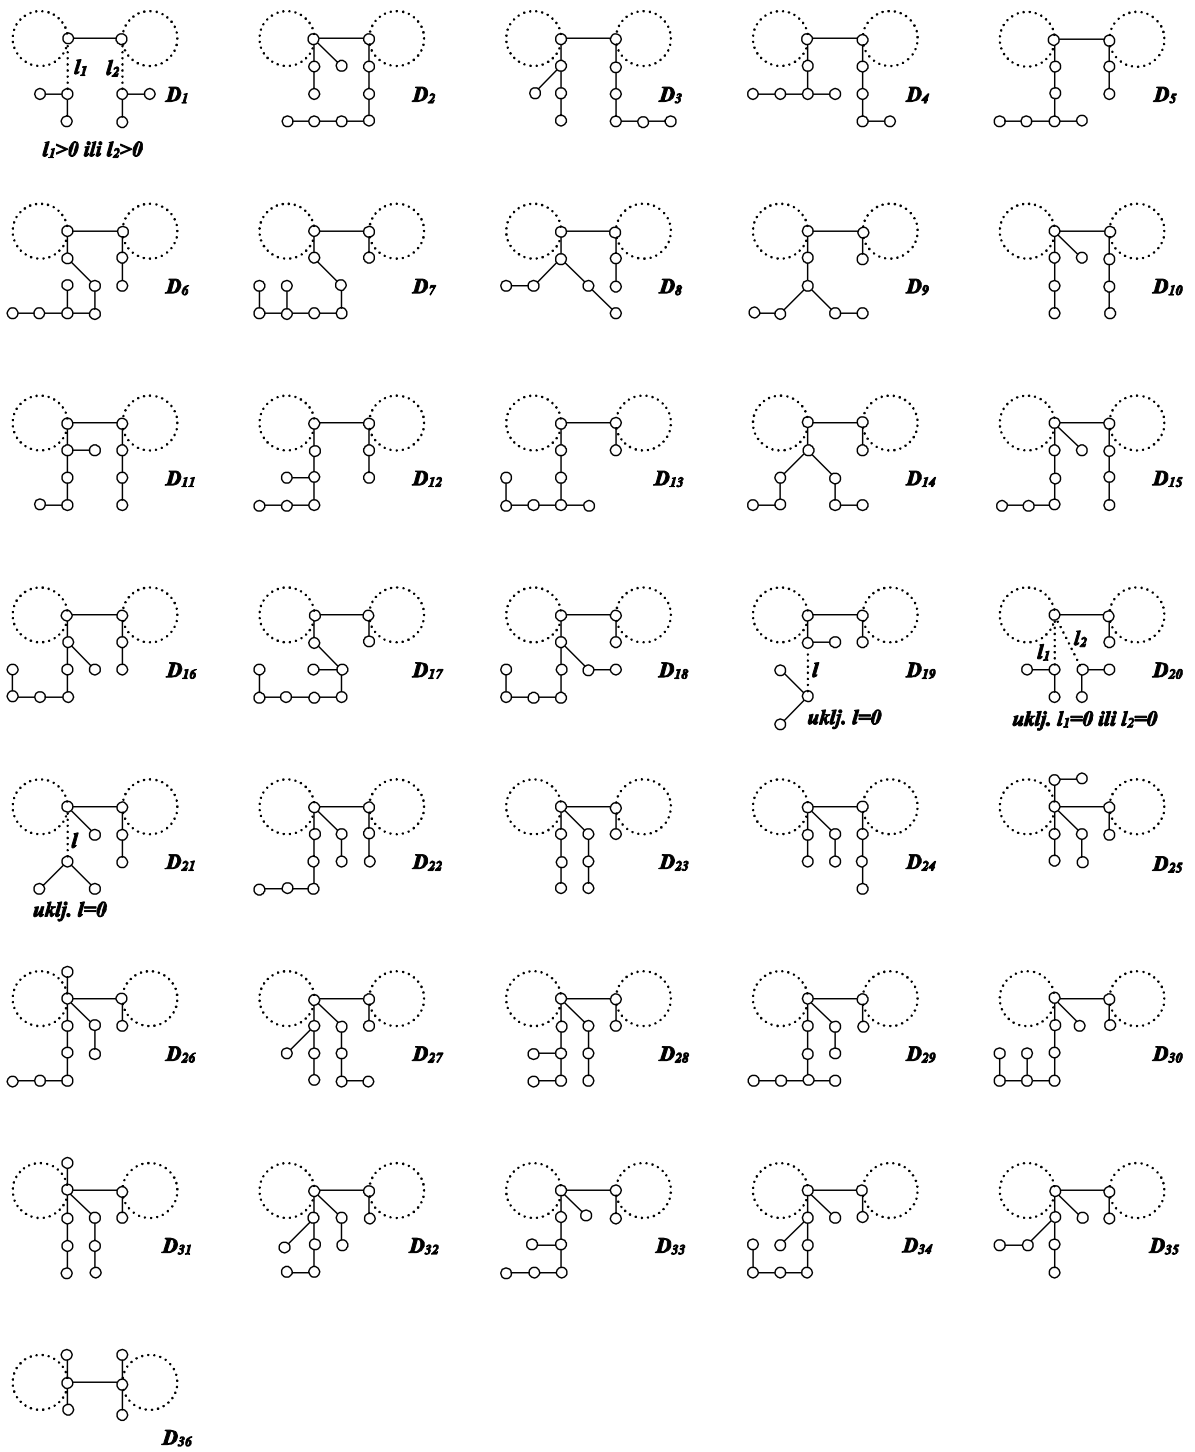 l₁ l₂ D₁ D₂ D₃ D₄ D₅
l₁>0 ili l₂>0
D₆ D₇ D₈ D₉ D₁₀
D₁₁ D₁₂ D₁₃ D₁₄ D₁₅
l₁ l₂
D₁₆ D₁₇ D₁₈ l D₁₉ D₂₀
uklj. l=0 uklj. l₁=0 ili l₂=0
l D₂₁ D₂₂ D₂₃ D₂₄ D₂₅
uklj. l=0
D₂₆ D₂₇ D₂₈ D₂₉ D₃₀
D₃₁ D₃₂ D₃₃ D₃₄ D₃₅
D₃₆